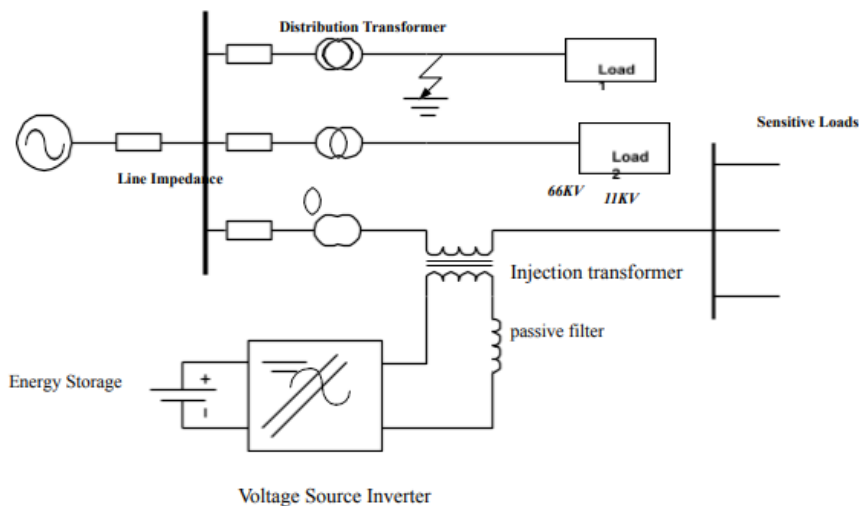 Distribution Transformer
Load
1
Sensitive Loads
Load
2
Line Impedance
66KV
11KV
Injection transformer
passive filter
Energy Storage
+
Voltage Source Inverter